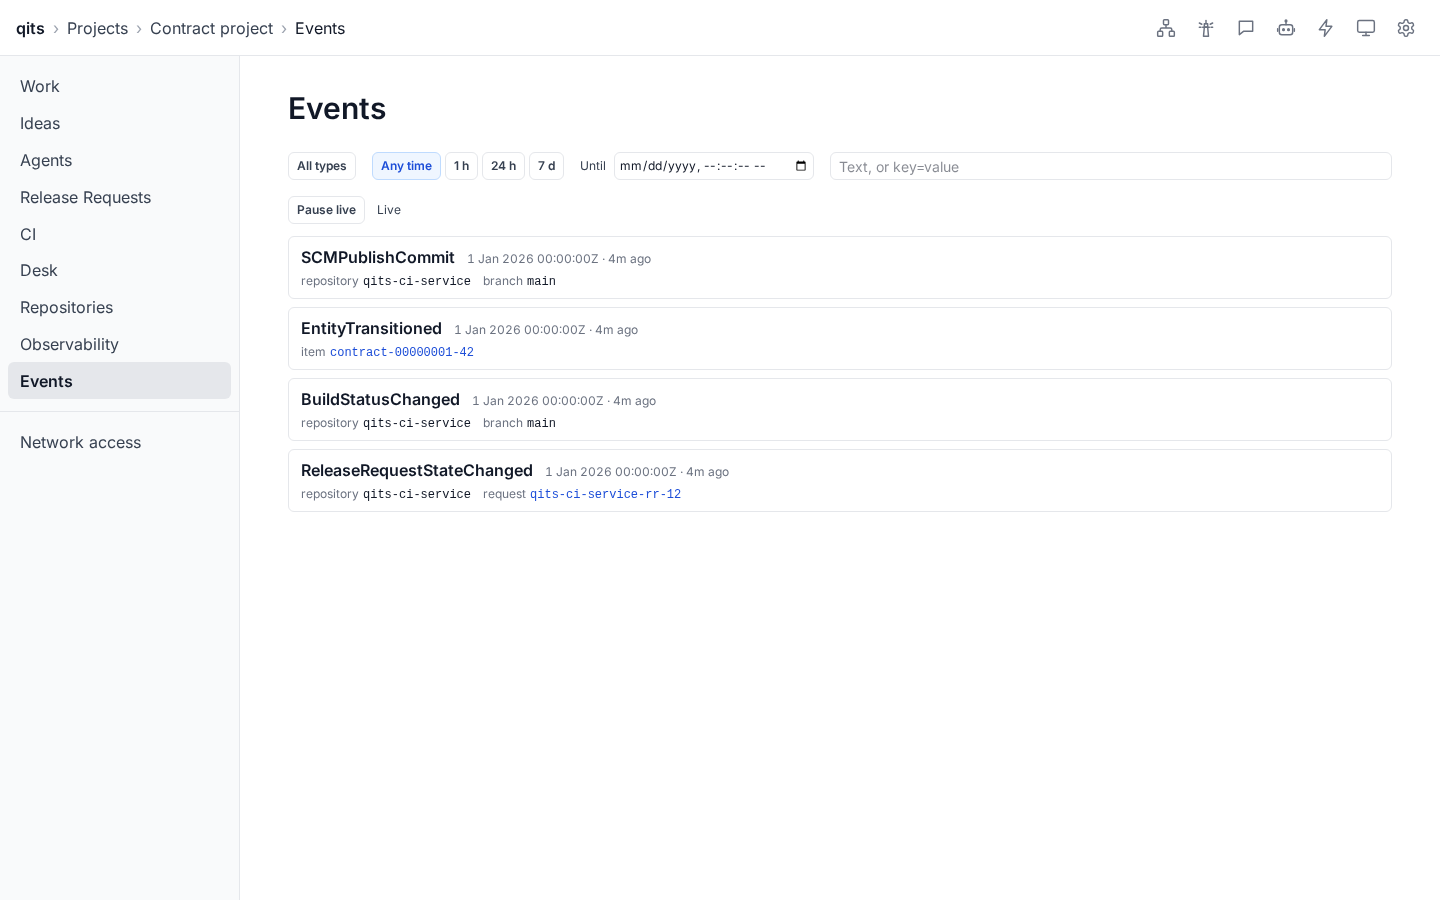 qits › Projects › Contract project › Events
Work
Ideas
Agents
Release Requests
CI
Desk
Repositories
Observability
Events
Network access
Events
All types Any time 1 h 24 h 7 d Until mm/dd/yyyy, --:--:-- -- Text, or key=value
Pause live Live
SCMPublishCommit 1 Jan 2026 00:00:00Z · 4m ago
repository qits-ci-service branch main
EntityTransitioned 1 Jan 2026 00:00:00Z · 4m ago
item contract-00000001-42
BuildStatusChanged 1 Jan 2026 00:00:00Z · 4m ago
repository qits-ci-service branch main
ReleaseRequestStateChanged 1 Jan 2026 00:00:00Z · 4m ago
repository qits-ci-service request qits-ci-service-rr-12